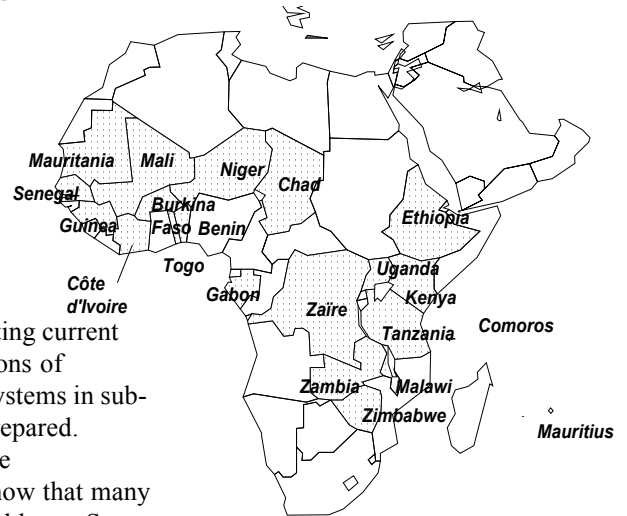 Mauritania
Mali
Niger
Chad
Senegal
Burkina
Faso
Ethiopia
Guinea
Benin
Togo
Uganda
Côte
d'Ivoire
Gabon
Zaïre
Kenya
Tanzania
Comoros
Zambia
Malawi
Zimbabwe
Mauritius
ting current
ons of
ystems in sub-
epared.
e
now that many